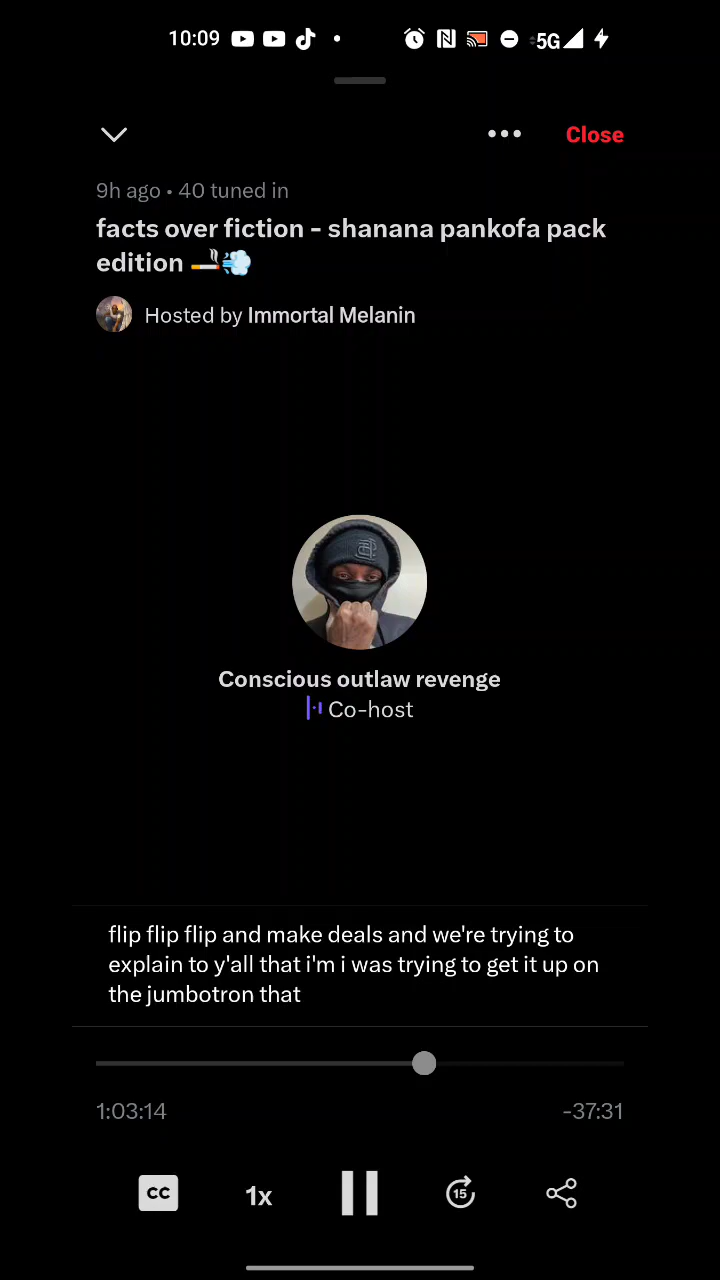 10:09
5G
Close
9h ago • 40 tuned in
facts over fiction - shanana pankofa pack
edition 🚬💨
Hosted by Immortal Melanin
Conscious outlaw revenge
Co-host
flip flip flip and make deals and we're trying to
explain to y'all that i'm i was trying to get it up on
the jumbotron that
1:03:14
-37:31
CC
1x
15